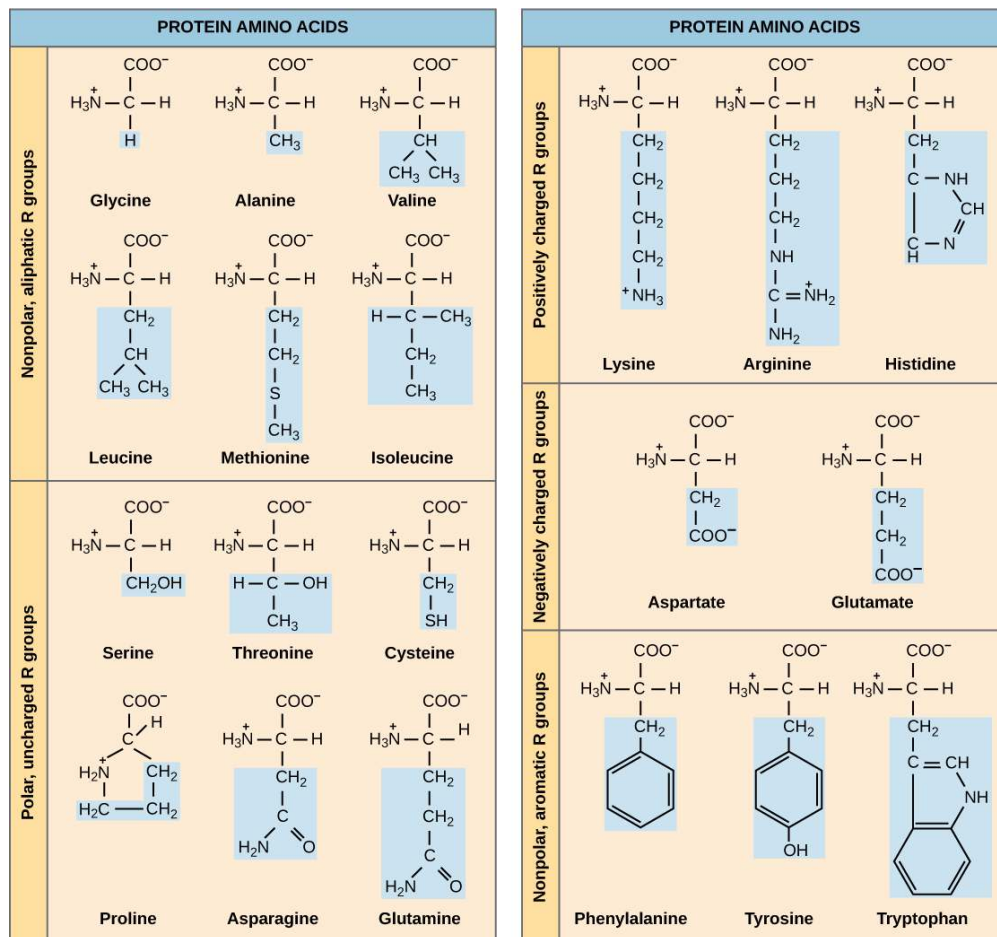 PROTEIN AMINO ACIDS
Nonpolar, aliphatic R groups
COO⁻ COO⁻ COO⁻
H₃N⁺ C H H₃N⁺ C H H₃N⁺ C H
H CH₃ CH
CH₃ CH₃
Glycine Alanine Valine
COO⁻ COO⁻ COO⁻
H₃N⁺ C H H₃N⁺ C H H₃N⁺ C H
CH₂ CH₂ H C CH₃
CH CH₂ CH₂
CH₃ CH₃ S CH₃
CH₃
Leucine Methionine Isoleucine
Polar, uncharged R groups
COO⁻ COO⁻ COO⁻
H₃N⁺ C H H₃N⁺ C H H₃N⁺ C H
CH₂OH H C OH CH₂
CH₃ SH
Serine Threonine Cysteine
COO⁻ COO⁻ COO⁻
H
C H₃N⁺ C H H₃N⁺ C H
H₂N⁺ CH₂ CH₂ CH₂
H₂C CH₂ C CH₂
H₂N O C
H₂N O
Proline Asparagine Glutamine
PROTEIN AMINO ACIDS
Positively charged R groups
COO⁻ COO⁻ COO⁻
H₃N⁺ C H H₃N⁺ C H H₃N⁺ C H
CH₂ CH₂ CH₂
CH₂ CH₂ C NH
CH₂ CH₂ CH
CH₂ NH CH N
⁺NH₃ C =⁺NH₂
NH₂
Lysine Arginine Histidine
Negatively charged R groups
COO⁻ COO⁻
H₃N⁺ C H H₃N⁺ C H
CH₂ CH₂
COO⁻ CH₂
COO⁻
Aspartate Glutamate
Nonpolar, aromatic R groups
COO⁻ COO⁻ COO⁻
H₃N⁺ C H H₃N⁺ C H H₃N⁺ C H
CH₂ CH₂ CH₂
C = CH
NH
OH
Phenylalanine Tyrosine Tryptophan